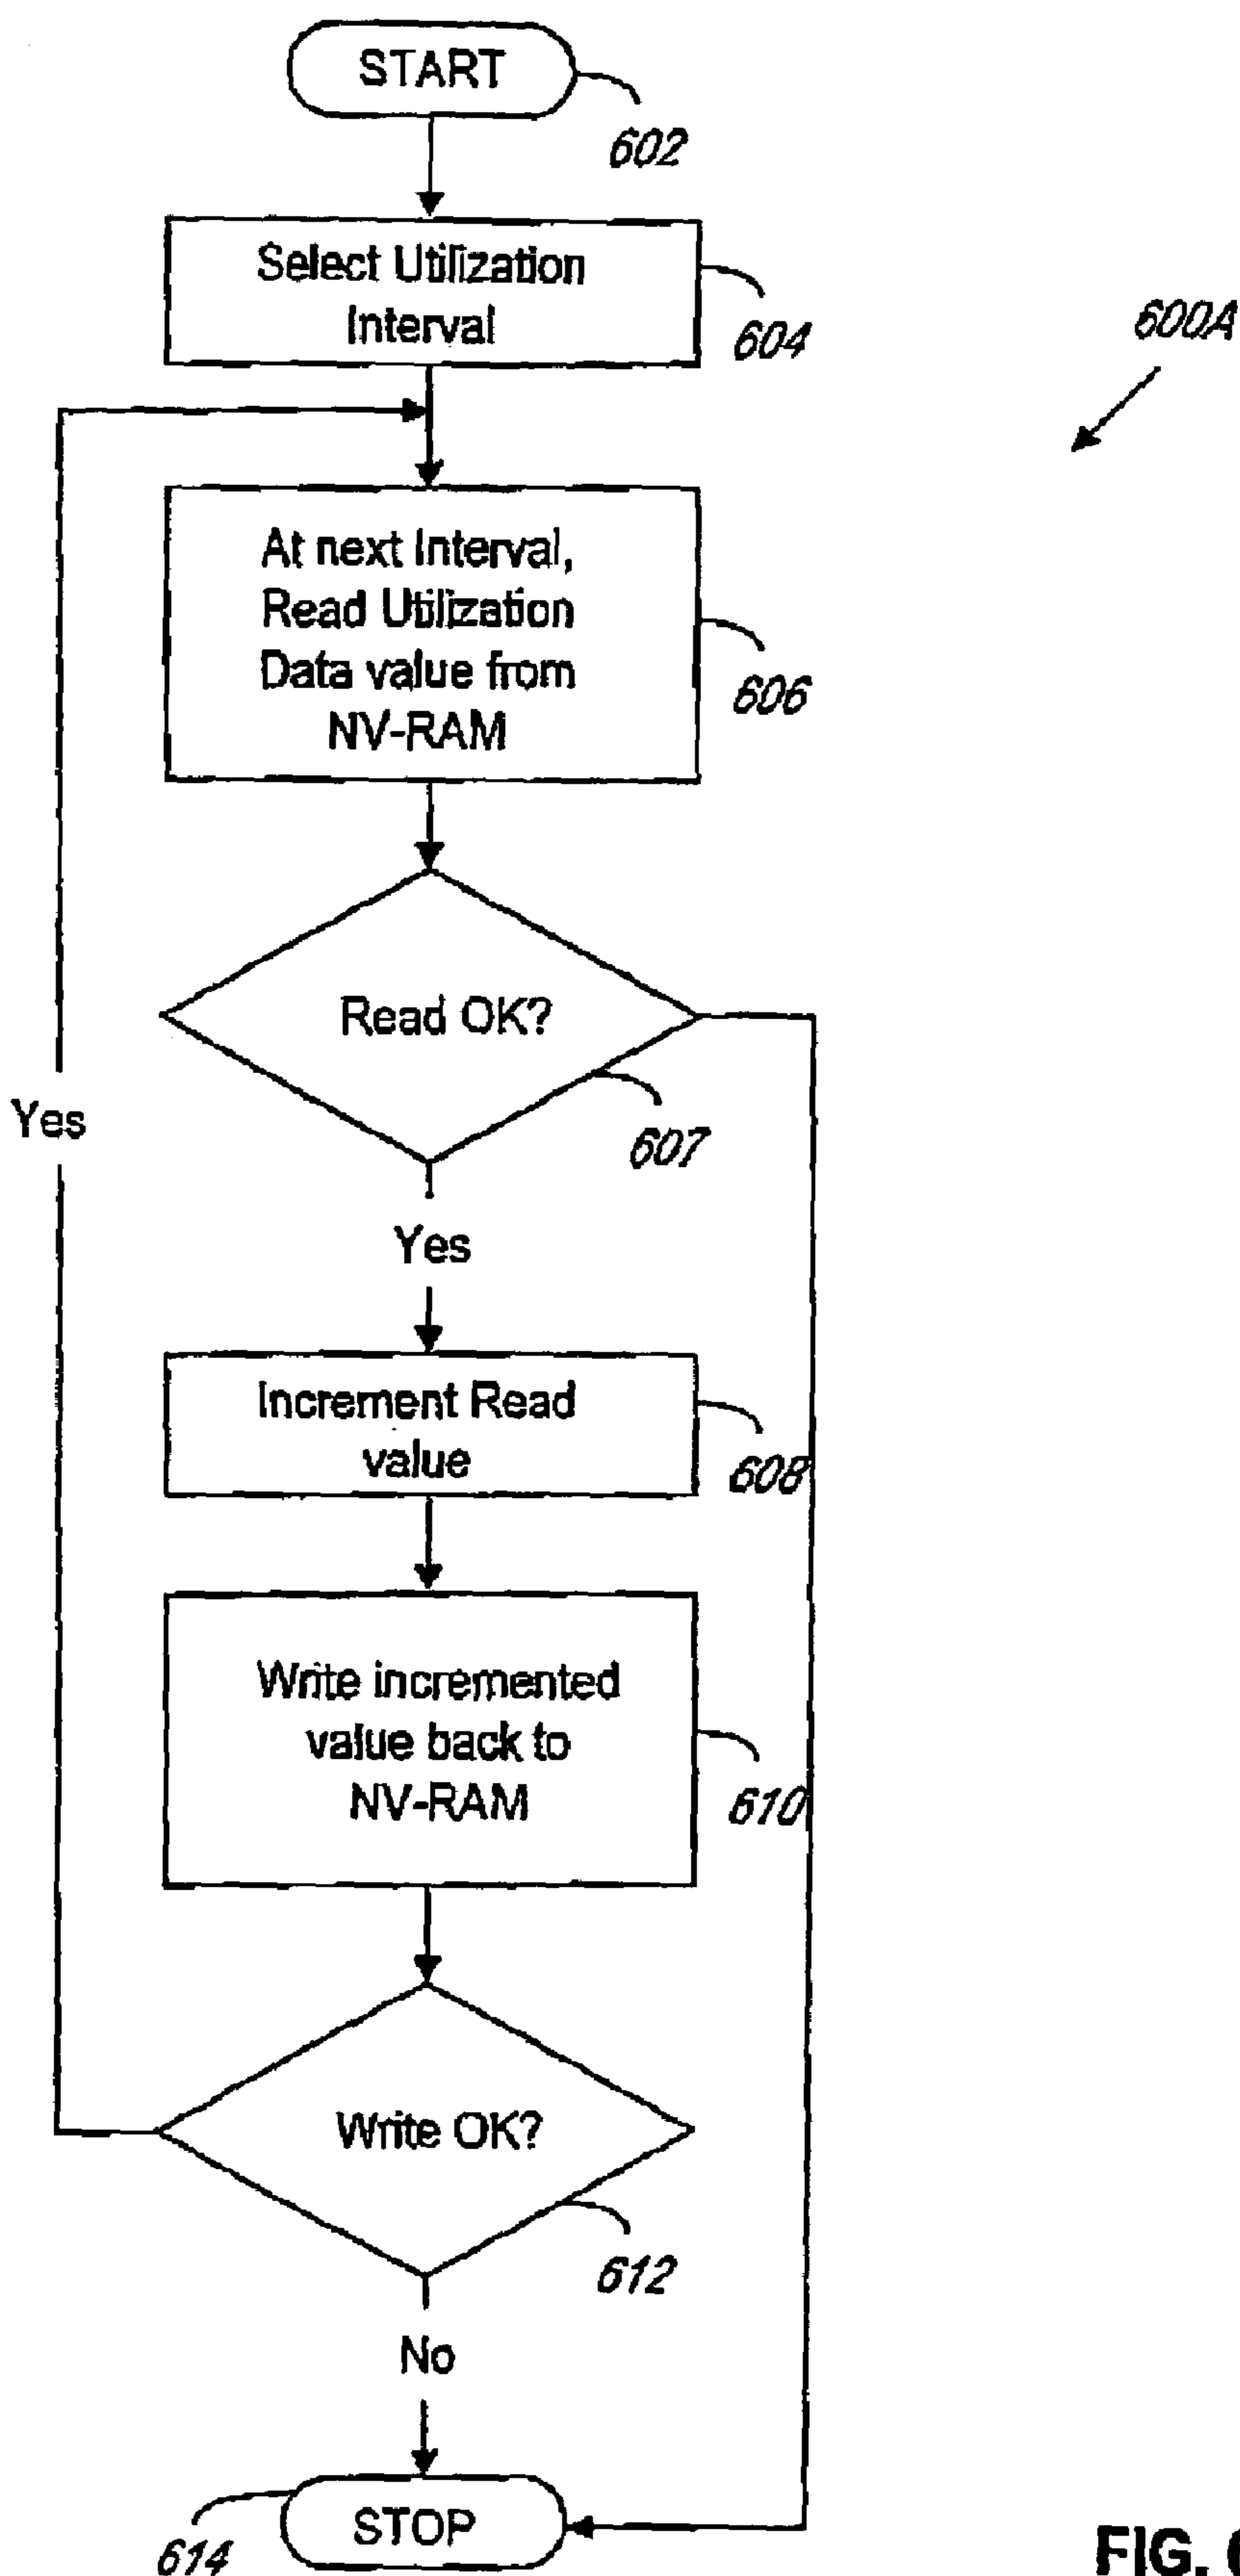 START
602
Select Utilization
Interval
604
600A
At next Interval,
Read Utilization
Data value from
NV-RAM
606
Read OK?
607
Yes
Yes
Increment Read
value
608
Write incremented
value back to
NV-RAM
610
Write OK?
612
No
STOP
614
FIG.